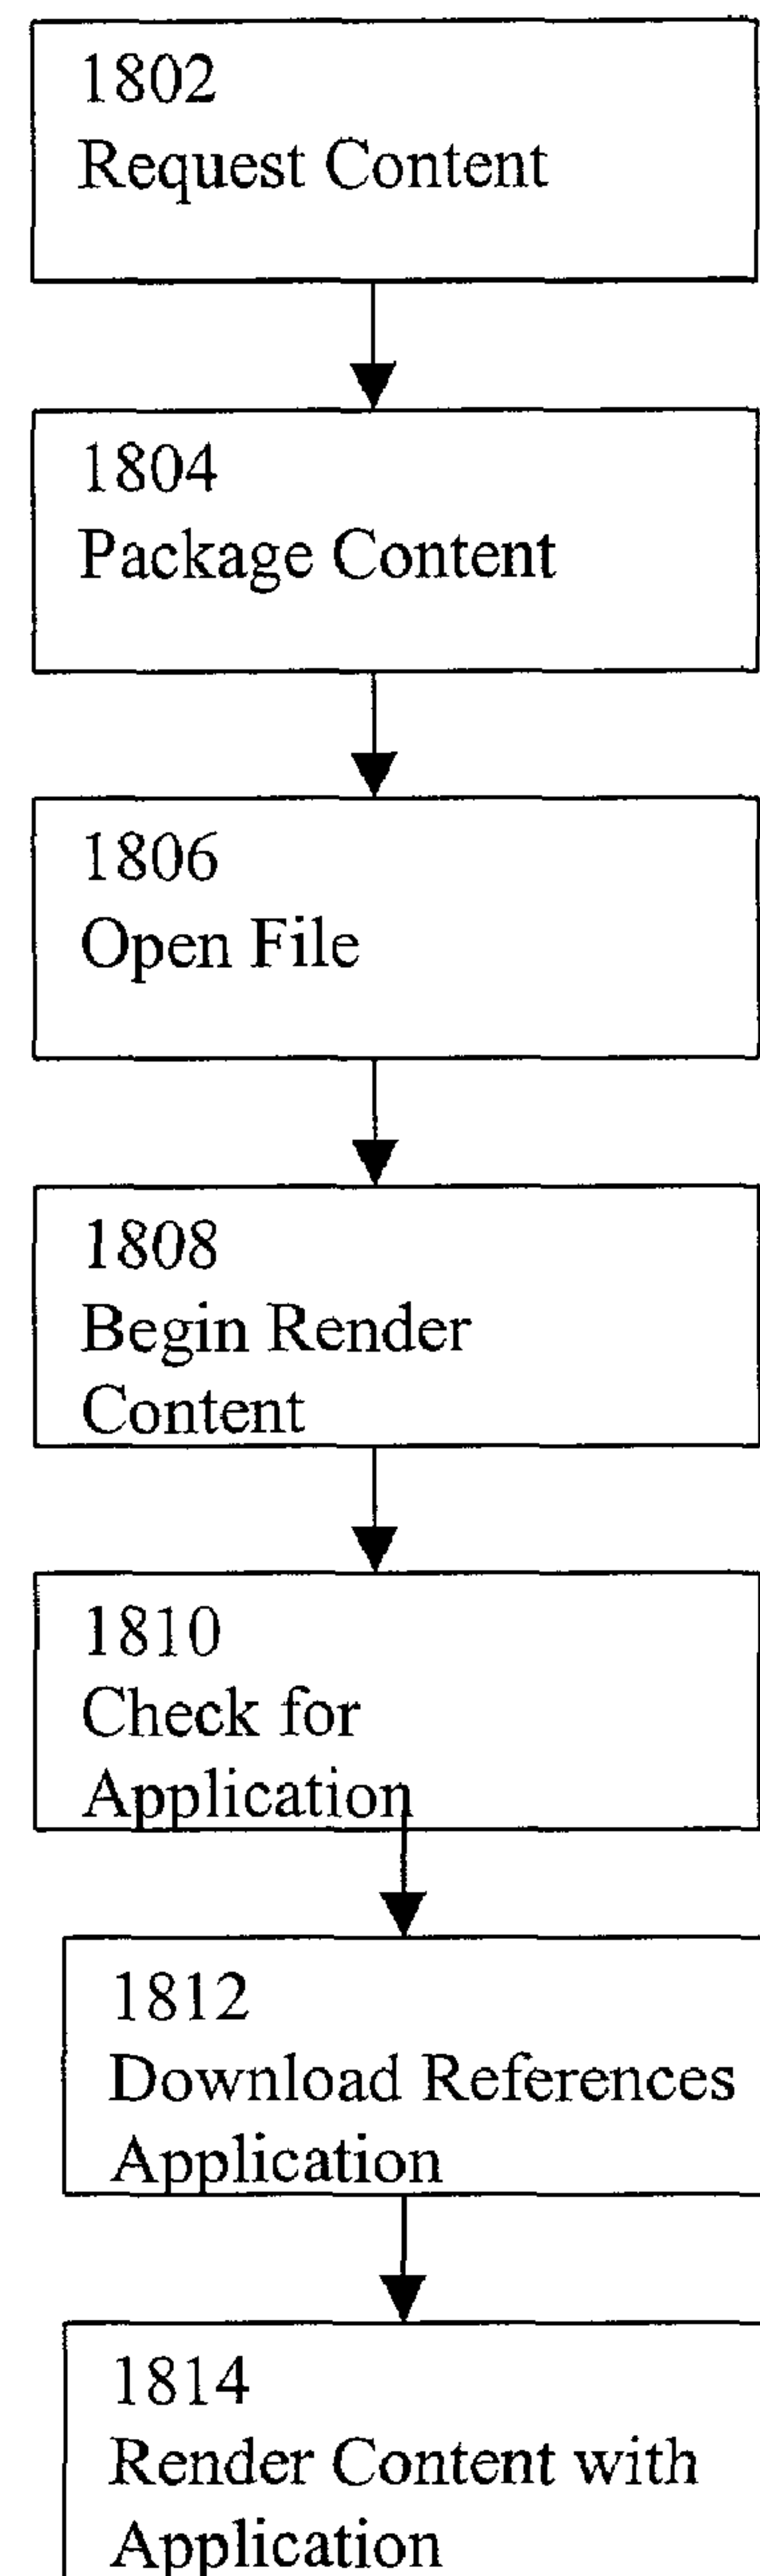 1802
Request Content
1804
Package Content
1806
Open File
1808
Begin Render
Content
1810
Check for
Application
1812
Download References
Application
1814
Render Content with
Application